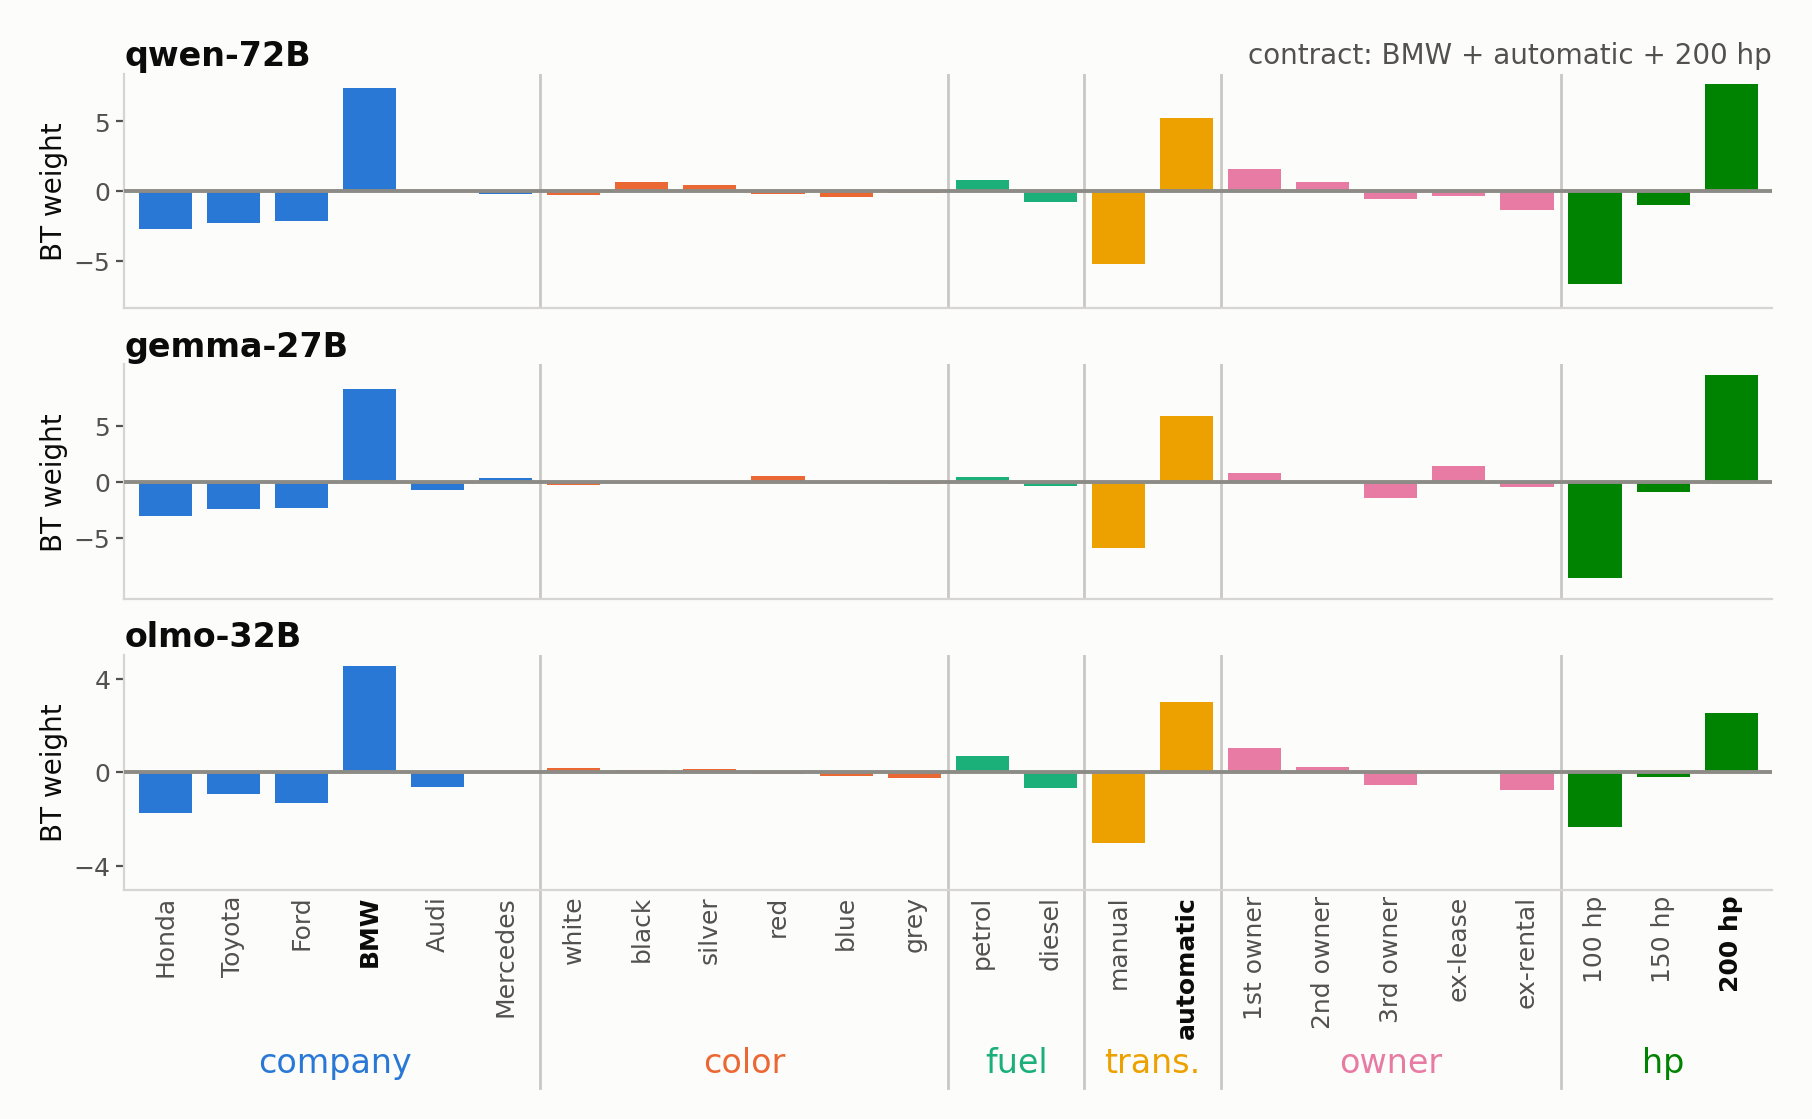 qwen-72B
contract: BMW + automatic + 200 hp
BT weight
5
0
−5
gemma-27B
BT weight
5
0
−5
olmo-32B
BT weight
4
0
−4
Honda
Toyota
Ford
BMW
Audi
Mercedes
white
black
silver
red
blue
grey
petrol
diesel
manual
automatic
1st owner
2nd owner
3rd owner
ex-lease
ex-rental
100 hp
150 hp
200 hp
company
color
fuel
trans.
owner
hp